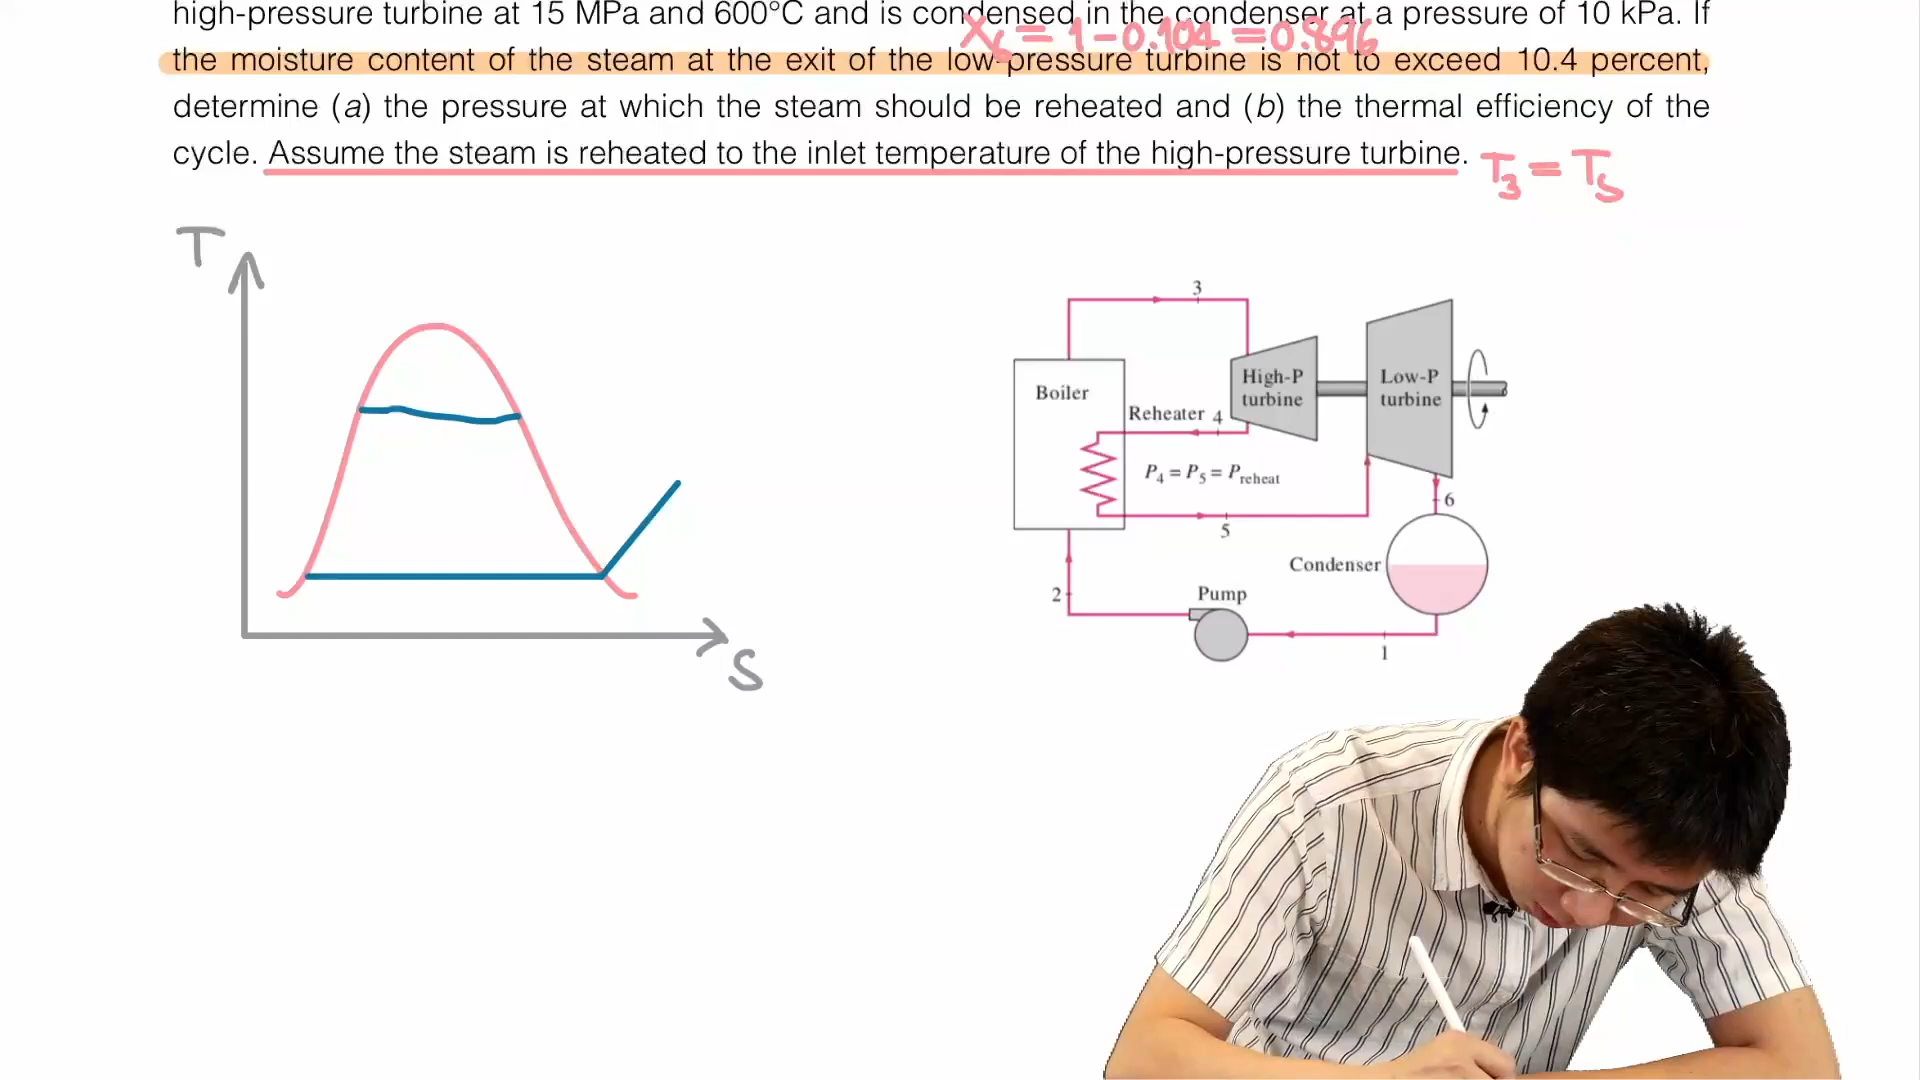 high-pressure turbine at 15 MPa and 600°C and is condensed in the condenser at a pressure of 10 kPa. If
X6 = 1 - 0.104 = 0.896
the moisture content of the steam at the exit of the low-pressure turbine is not to exceed 10.4 percent,
determine (a) the pressure at which the steam should be reheated and (b) the thermal efficiency of the
cycle. Assume the steam is reheated to the inlet temperature of the high-pressure turbine. T3 = T5
T
S
3
Boiler
High-P
turbine
Low-P
turbine
Reheater 4
P4 = P5 = Preheat
5
6
Condenser
Pump
2
1